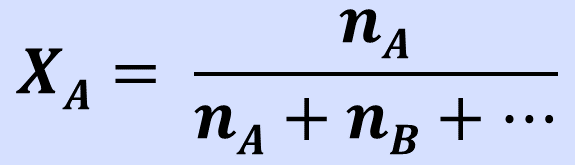 X_A = n_A / (n_A + n_B + ⋯)